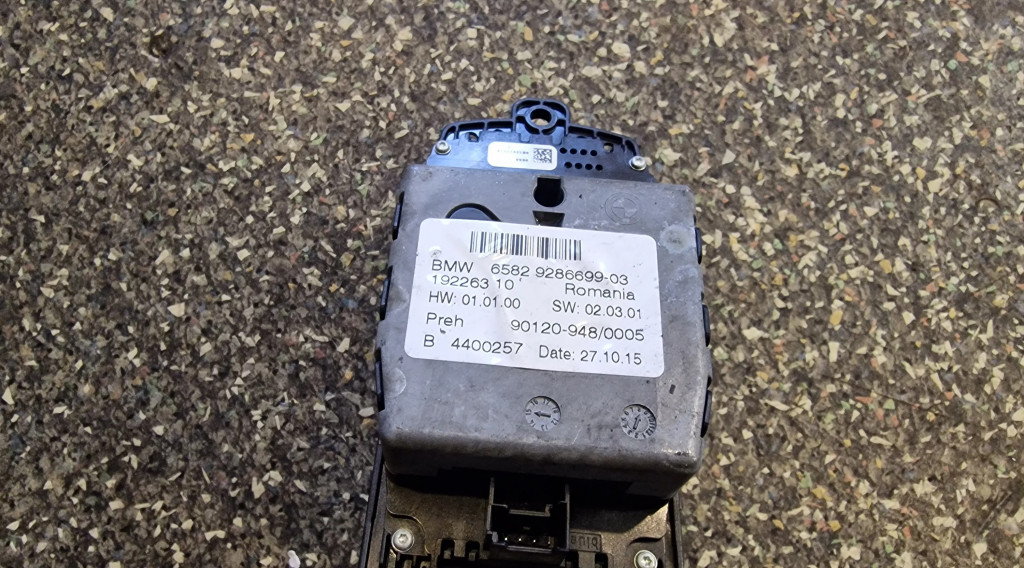 BMW 6582 9286699-03
192263 10 Romania
HW: 01.01.00 SW: 02.03.01
Preh 90120-948/0005
B 4400257 Date: 27.10.15